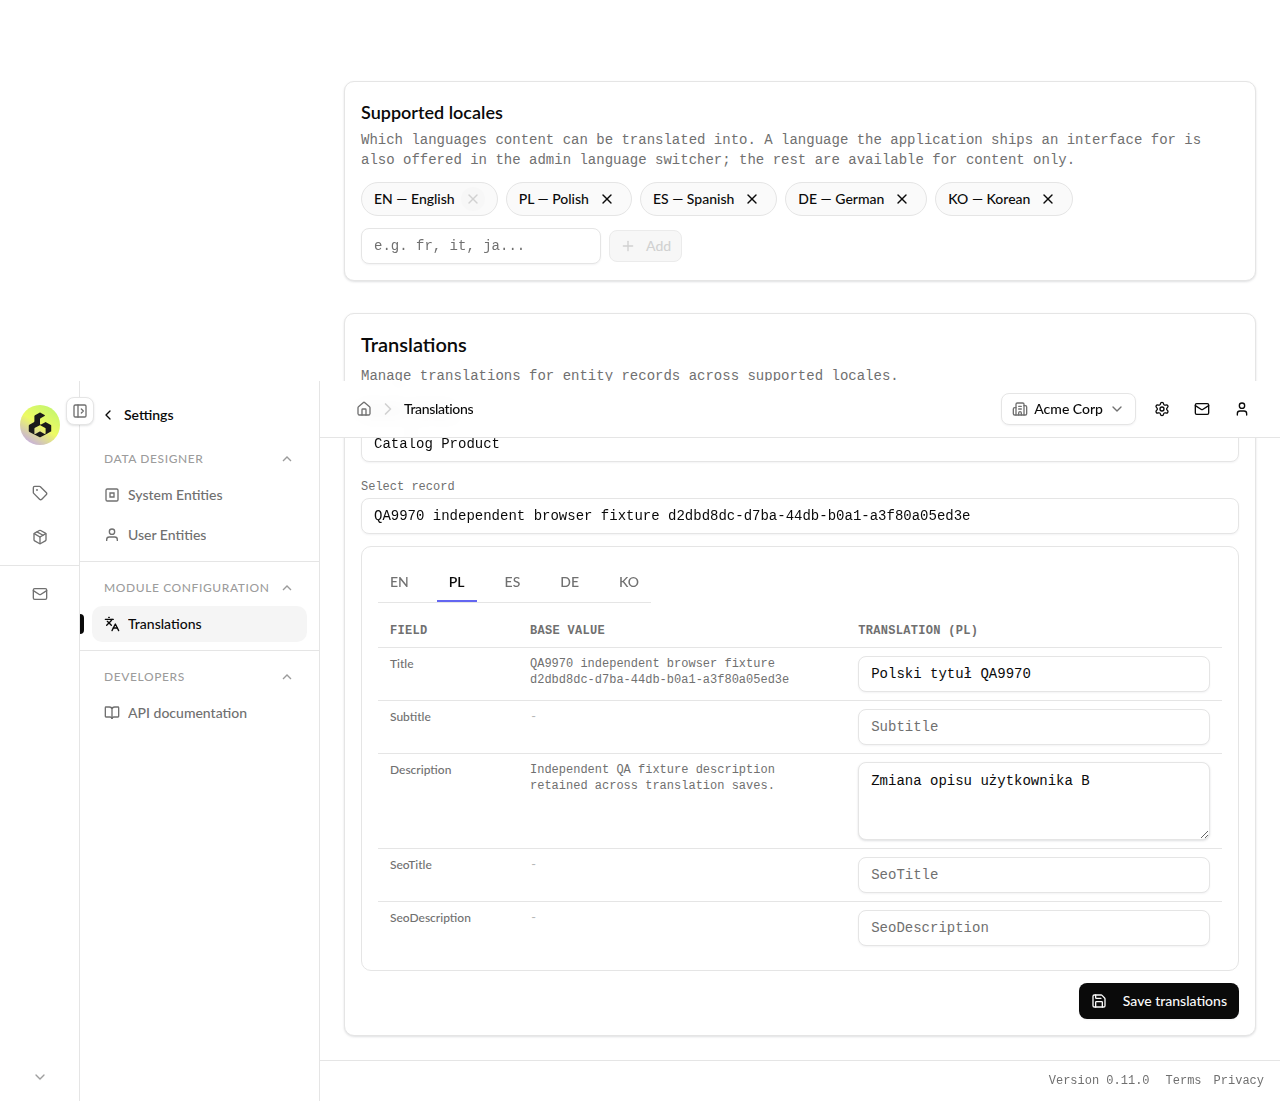 Supported locales
Which languages content can be translated into. A language the application ships an interface for is
also offered in the admin language switcher; the rest are available for content only.
EN — English
PL — Polish
ES — Spanish
DE — German
KO — Korean
e.g. fr, it, ja...
Add
Translations
Manage translations for entity records across supported locales.
Settings
Translations
Acme Corp
DATA DESIGNER
System Entities
User Entities
MODULE CONFIGURATION
Translations
DEVELOPERS
API documentation
Catalog Product
Select record
QA9970 independent browser fixture d2dbd8dc-d7ba-44db-b0a1-a3f80a05ed3e
EN PL ES DE KO
FIELD BASE VALUE TRANSLATION (PL)
Title
QA9970 independent browser fixture
d2dbd8dc-d7ba-44db-b0a1-a3f80a05ed3e
Polski tytuł QA9970
Subtitle - Subtitle
Description
Independent QA fixture description
retained across translation saves.
Zmiana opisu użytkownika B
SeoTitle - SeoTitle
SeoDescription - SeoDescription
Save translations
Version 0.11.0 Terms Privacy